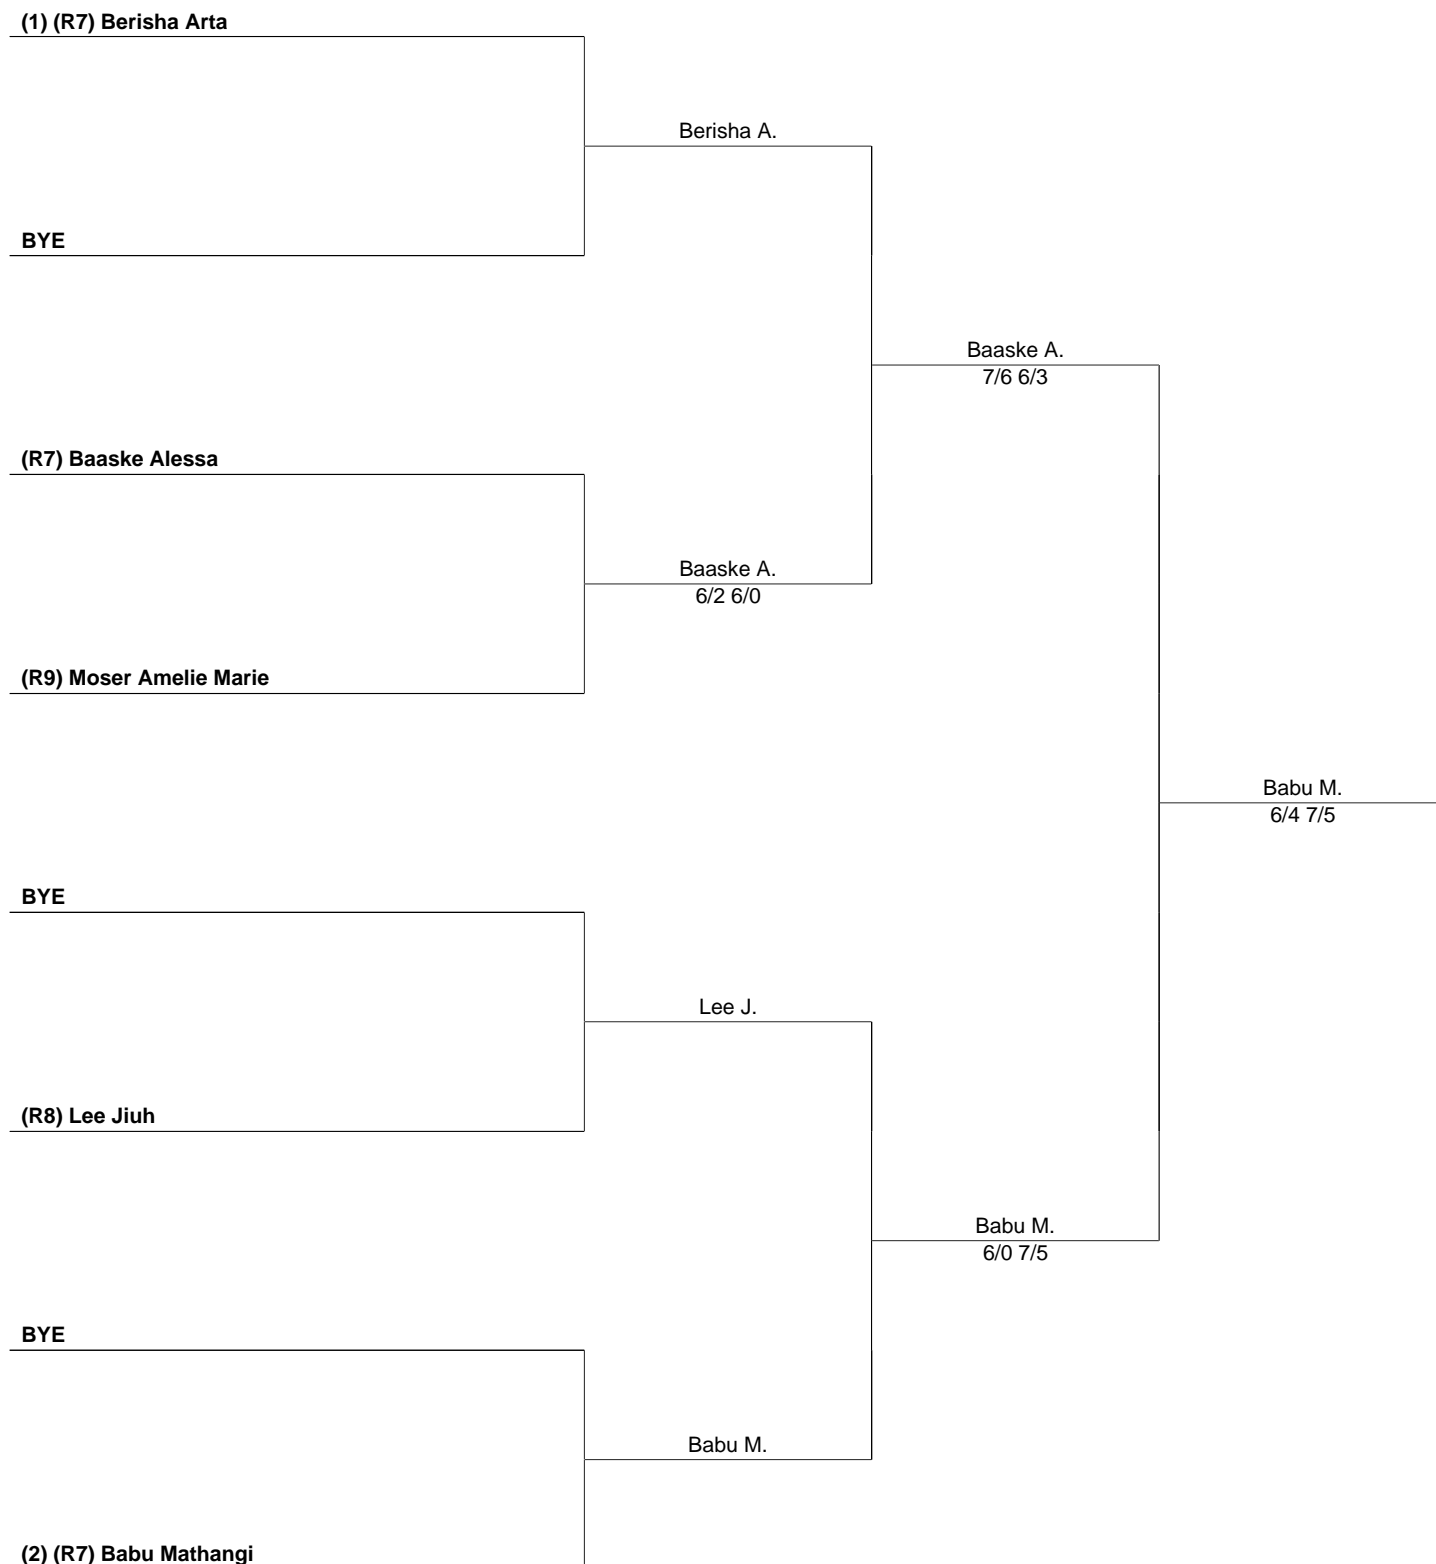 (1) (R7) Berisha Arta
Berisha A.
BYE
Baaske A.
7/6 6/3
(R7) Baaske Alessa
Baaske A.
6/2 6/0
(R9) Moser Amelie Marie
Babu M.
6/4 7/5
BYE
Lee J.
(R8) Lee Jiuh
Babu M.
6/0 7/5
BYE
Babu M.
(2) (R7) Babu Mathangi